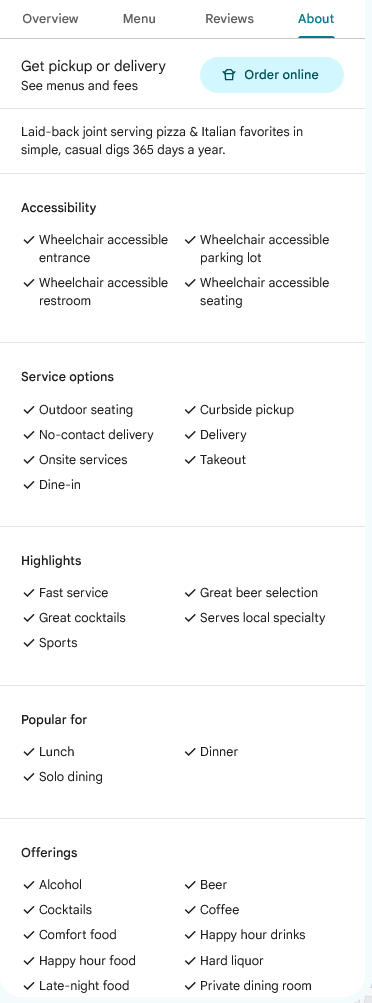 Overview Menu Reviews About
Get pickup or delivery
See menus and fees
Order online
Laid-back joint serving pizza & Italian favorites in
simple, casual digs 365 days a year.
Accessibility
Wheelchair accessible
entrance
Wheelchair accessible
parking lot
Wheelchair accessible
restroom
Wheelchair accessible
seating
Service options
Outdoor seating
Curbside pickup
No-contact delivery
Delivery
Onsite services
Takeout
Dine-in
Highlights
Fast service
Great beer selection
Great cocktails
Serves local specialty
Sports
Popular for
Lunch
Dinner
Solo dining
Offerings
Alcohol
Beer
Cocktails
Coffee
Comfort food
Happy hour drinks
Happy hour food
Hard liquor
Late-night food
Private dining room